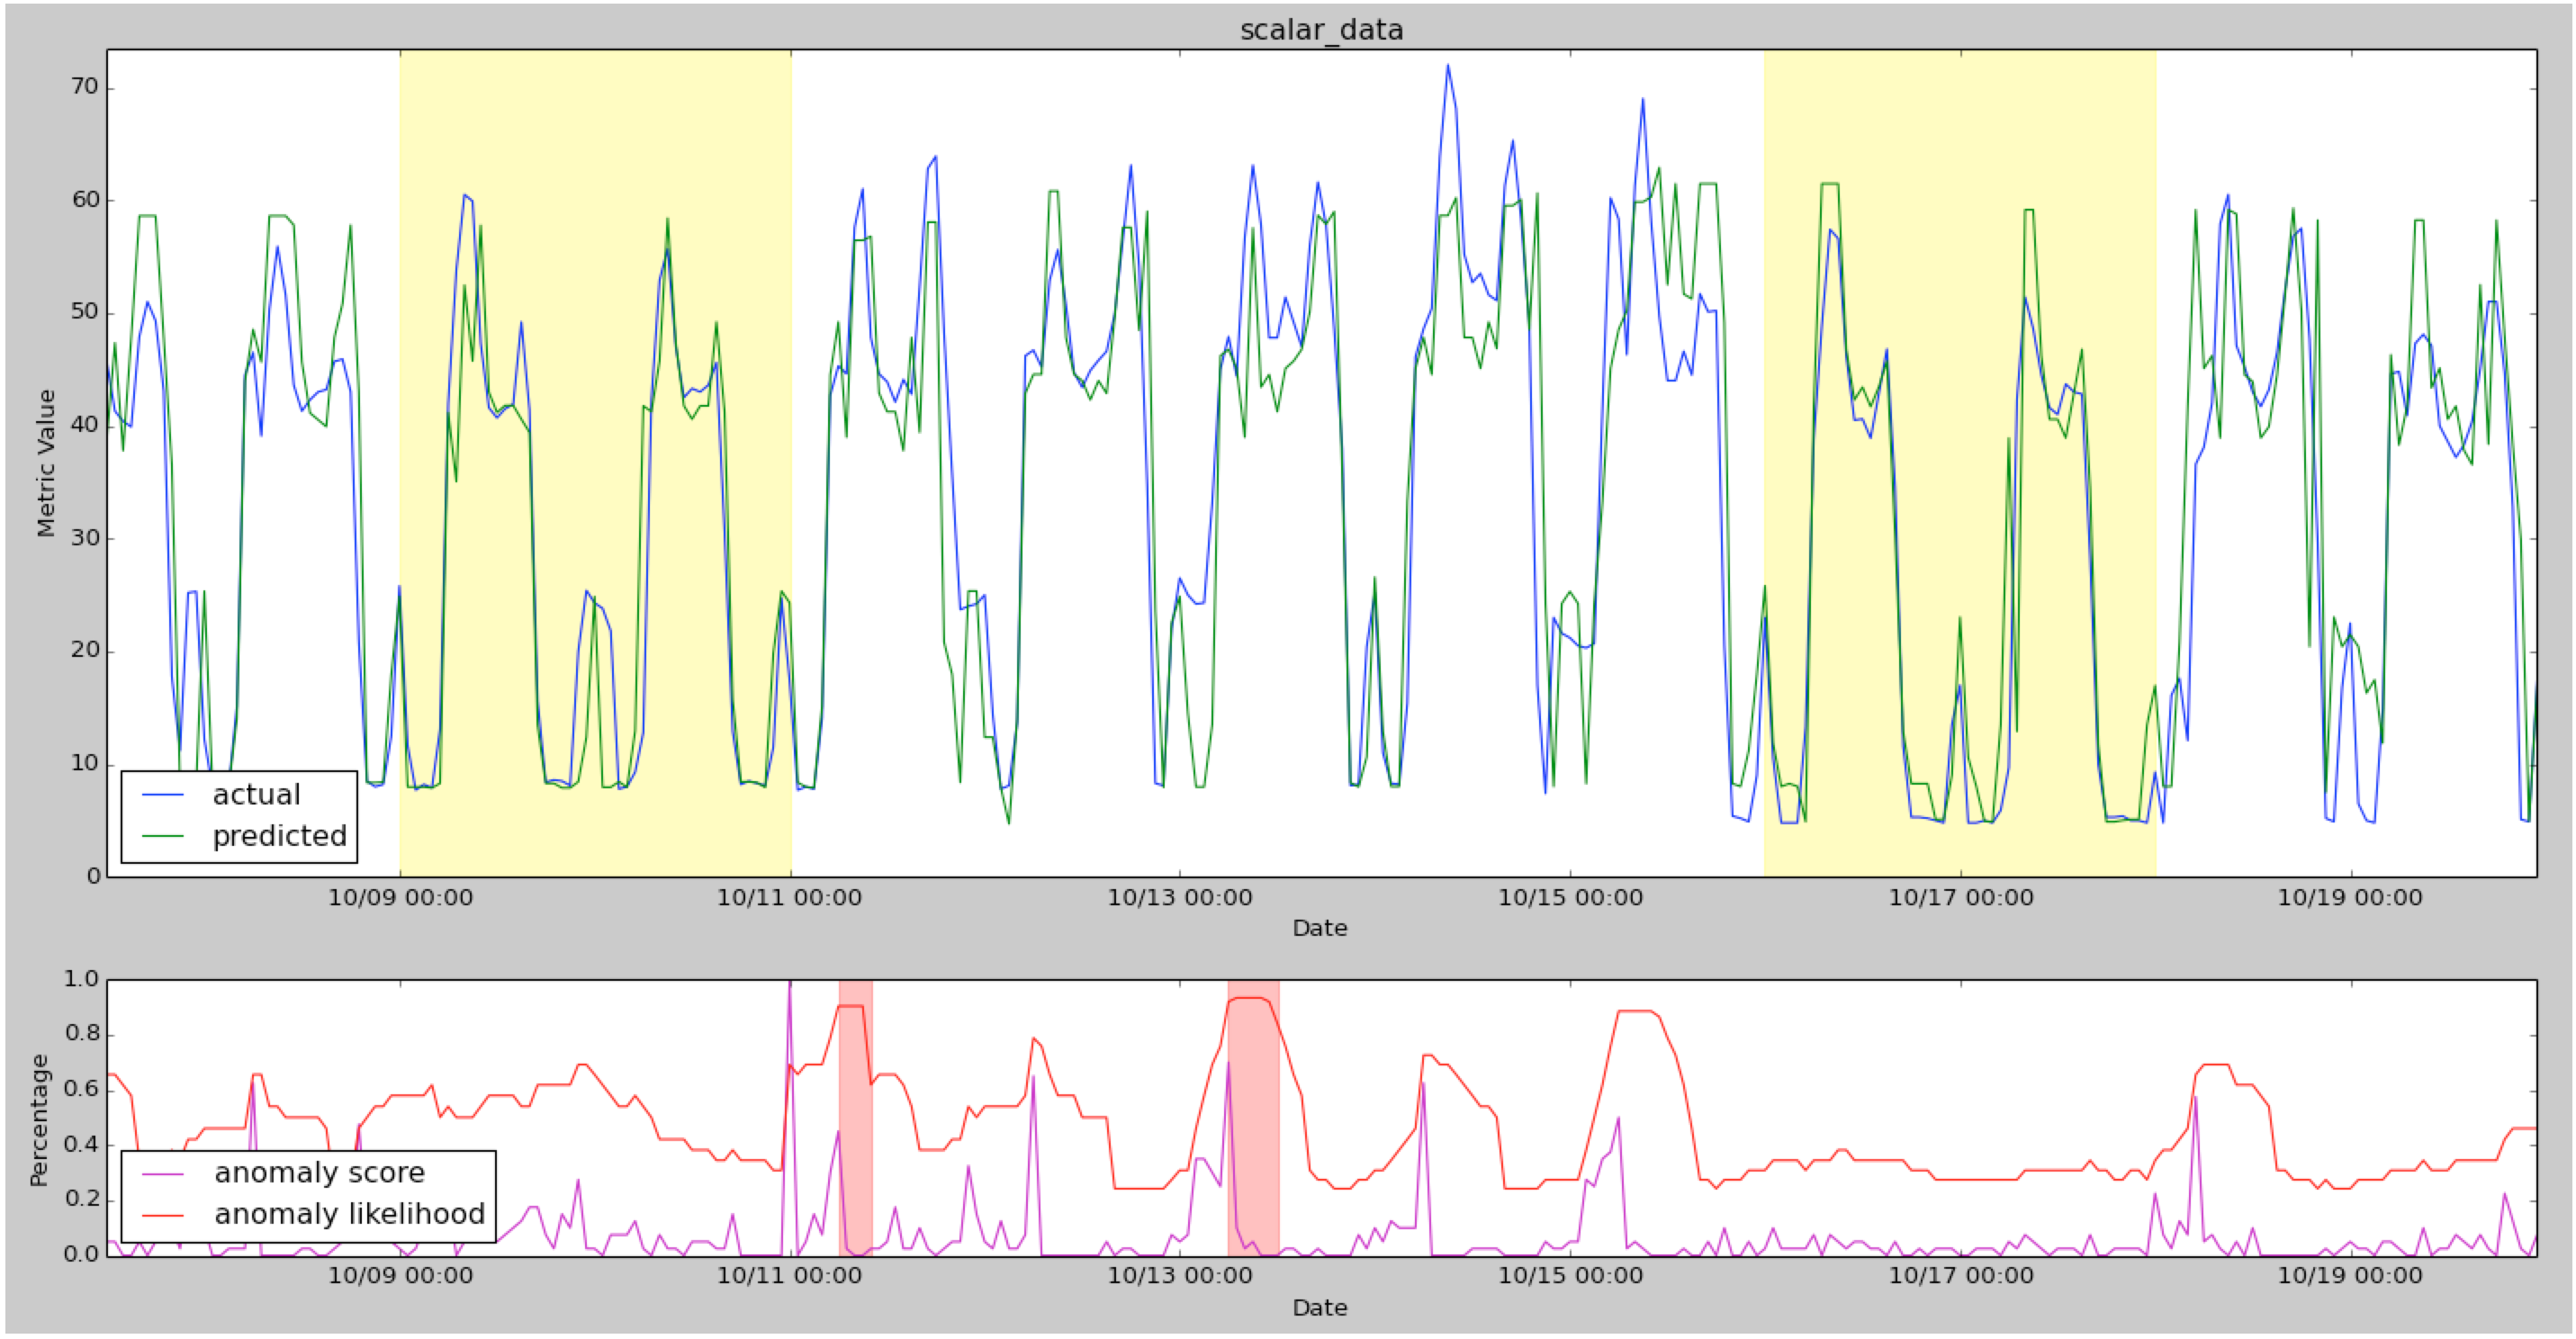 scalar_data
70
60
50
40
30
20
10
0
Metric Value
actual
predicted
10/09 00:00 10/11 00:00 10/13 00:00 10/15 00:00 10/17 00:00 10/19 00:00
Date
1.0
0.8
0.6
0.4
0.2
0.0
Percentage
anomaly score
anomaly likelihood
10/09 00:00 10/11 00:00 10/13 00:00 10/15 00:00 10/17 00:00 10/19 00:00
Date